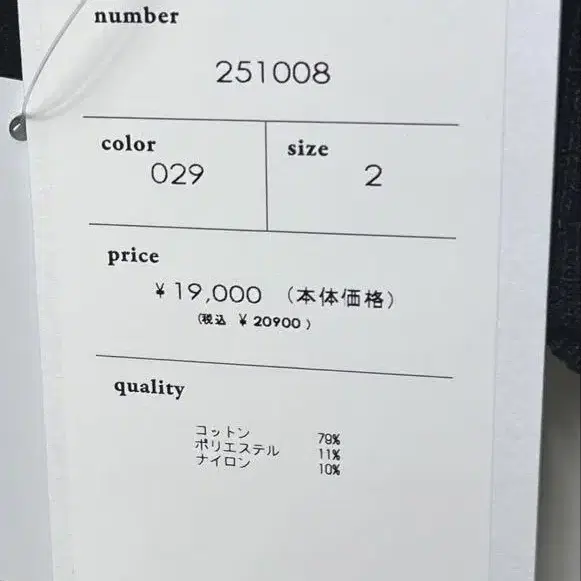 number
251008
color
size
029
2
price
¥19,000 (本体価格)
(税込 ¥20900)
quality
コットン 79%
ポリエステル 11%
ナイロン 10%